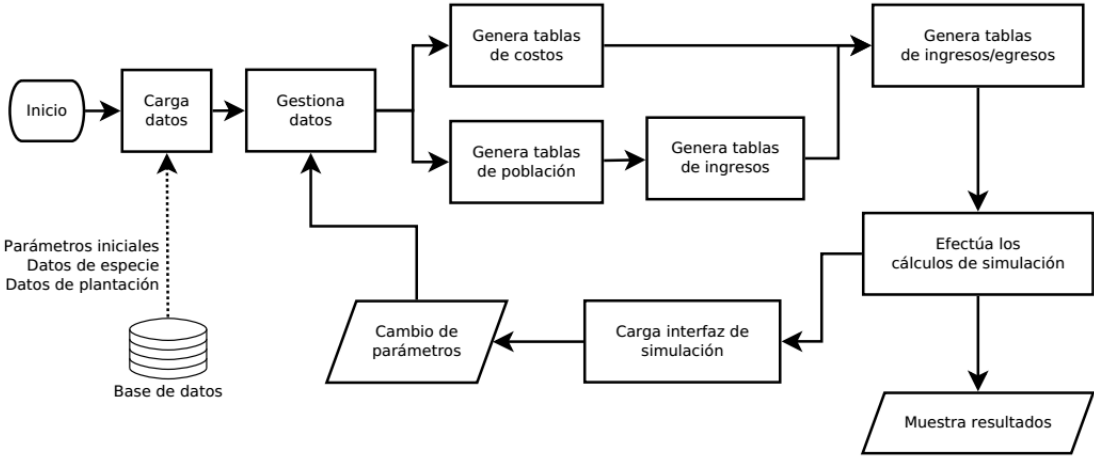 Inicio
Carga
datos
Gestiona
datos
Genera tablas
de costos
Genera tablas
de población
Genera tablas
de ingresos
Genera tablas
de ingresos/egresos
Efectúa los
cálculos de simulación
Parámetros iniciales
Datos de especie
Datos de plantación
Base de datos
Cambio de
parámetros
Carga interfaz de
simulación
Muestra resultados